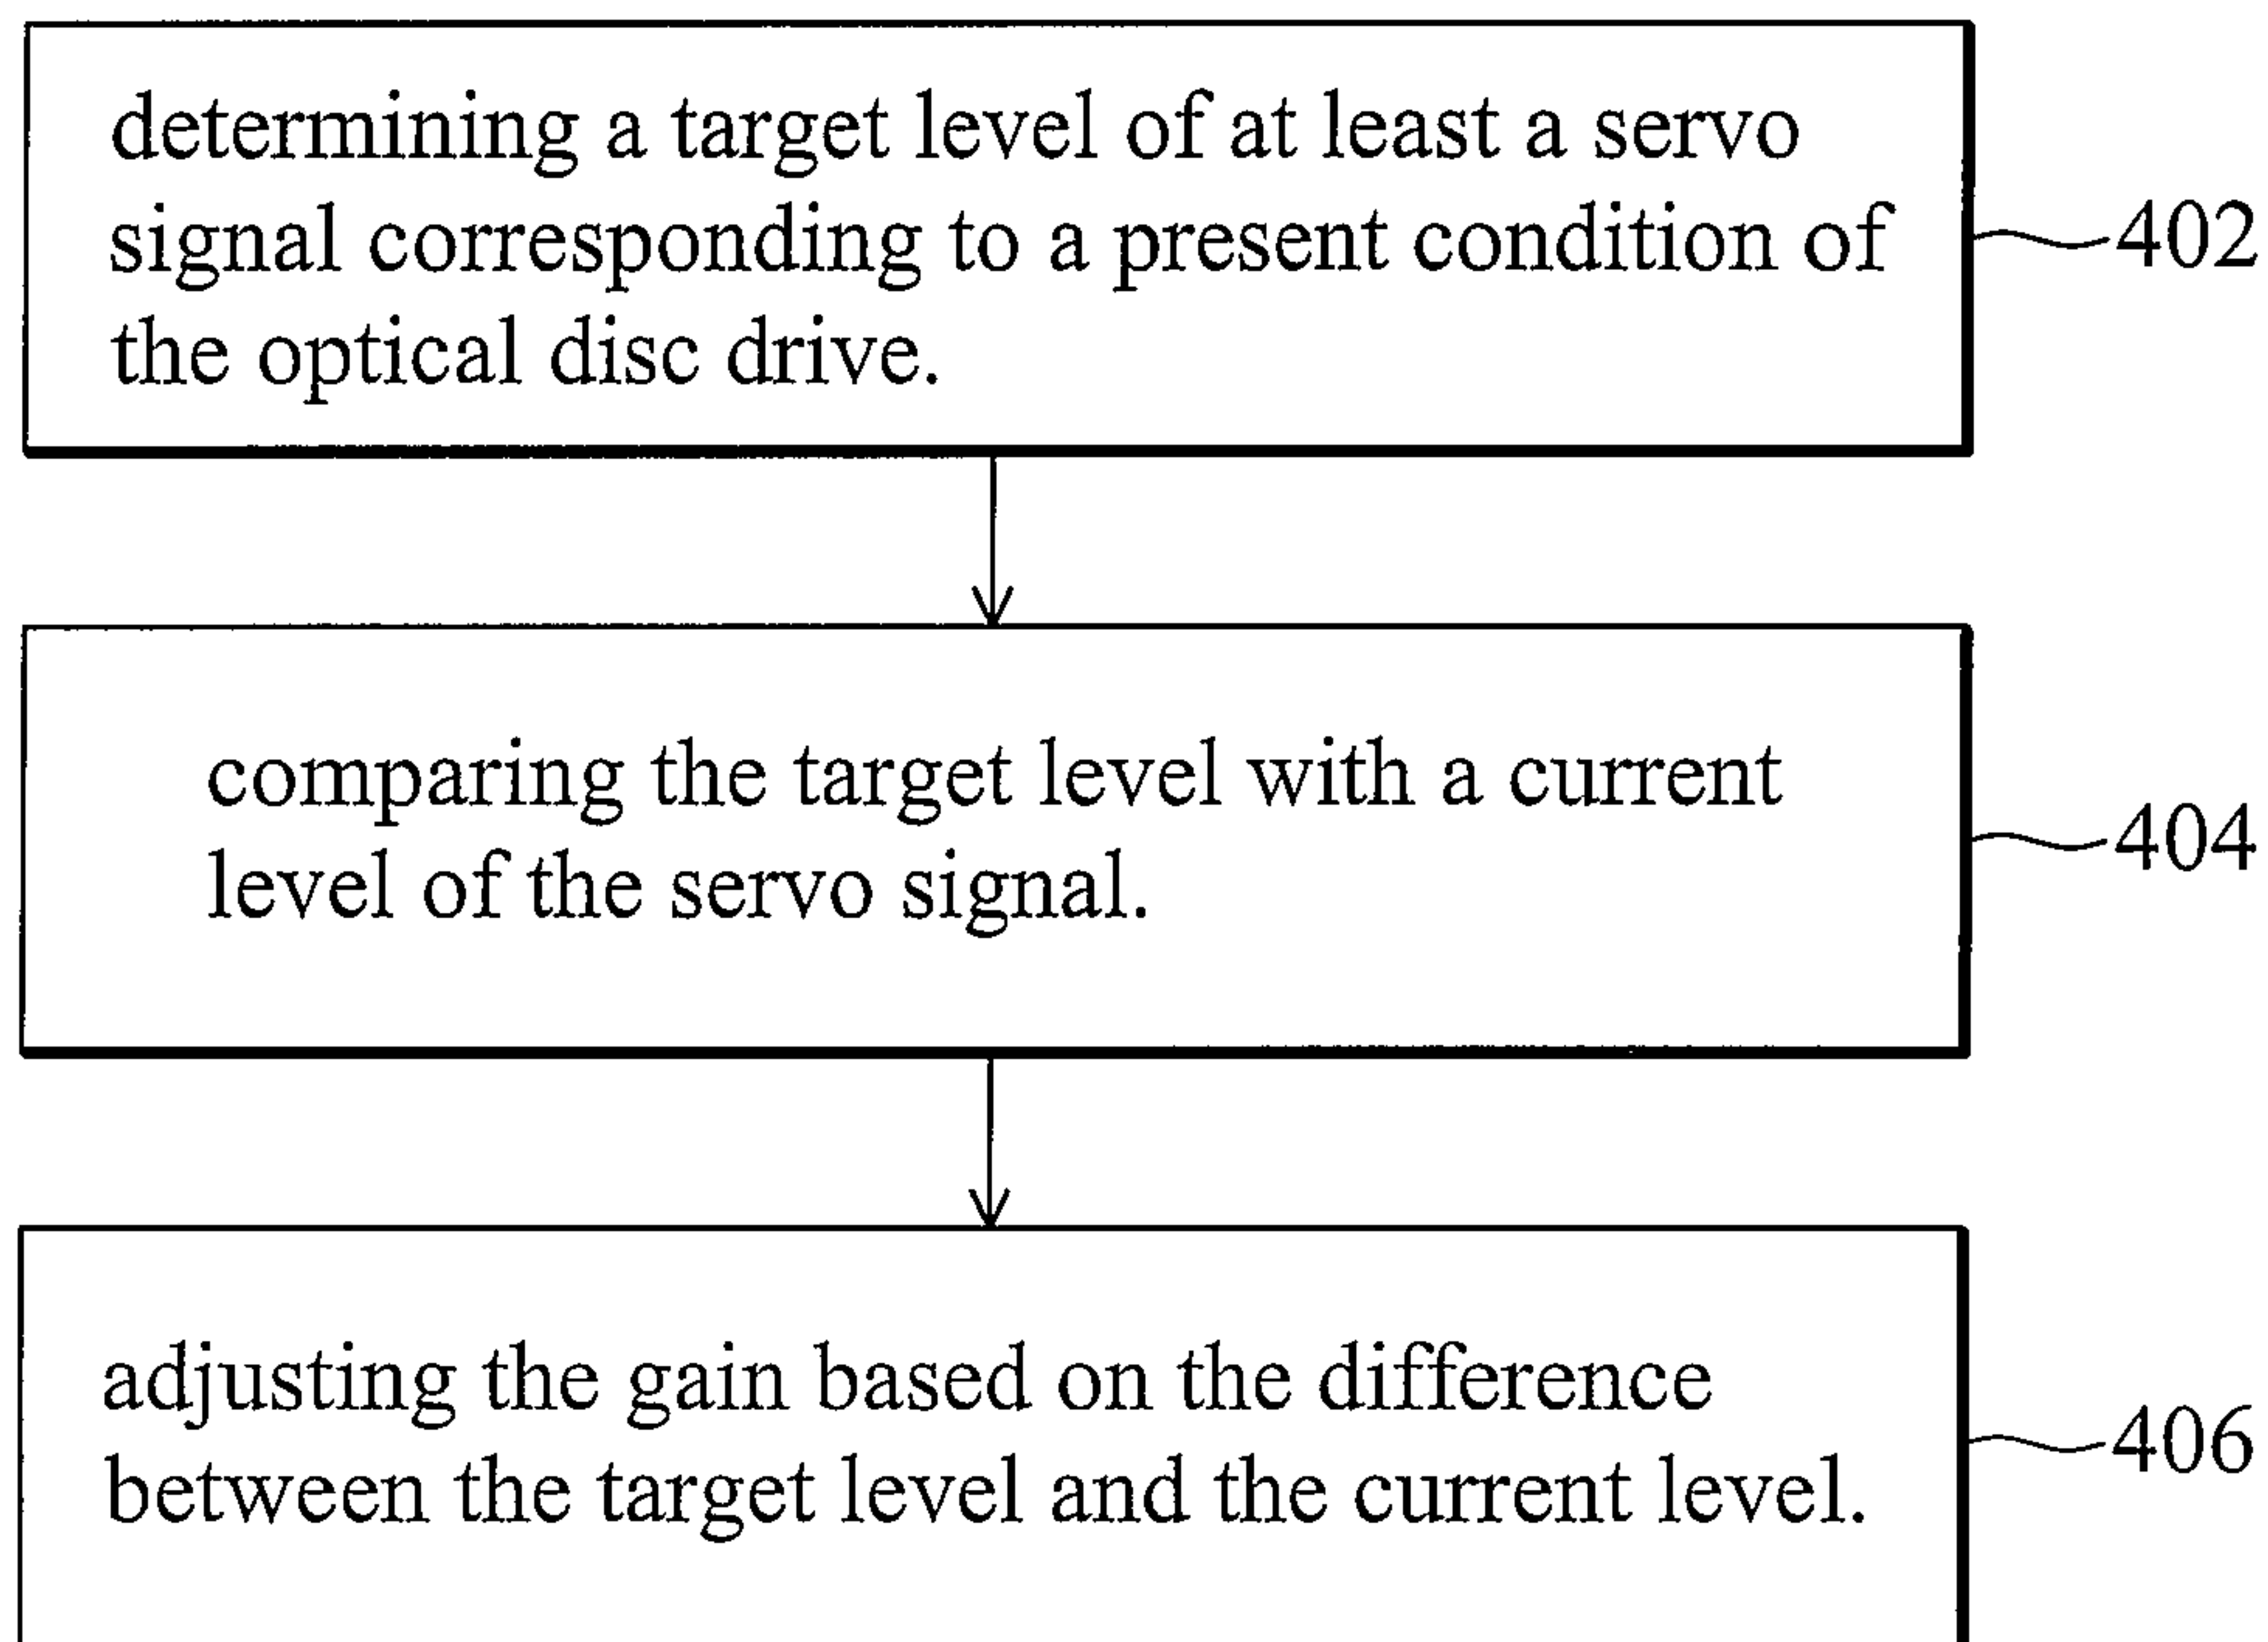 determining a target level of at least a servo
signal corresponding to a present condition of
the optical disc drive.
402
comparing the target level with a current
level of the servo signal.
404
adjusting the gain based on the difference
between the target level and the current level.
406